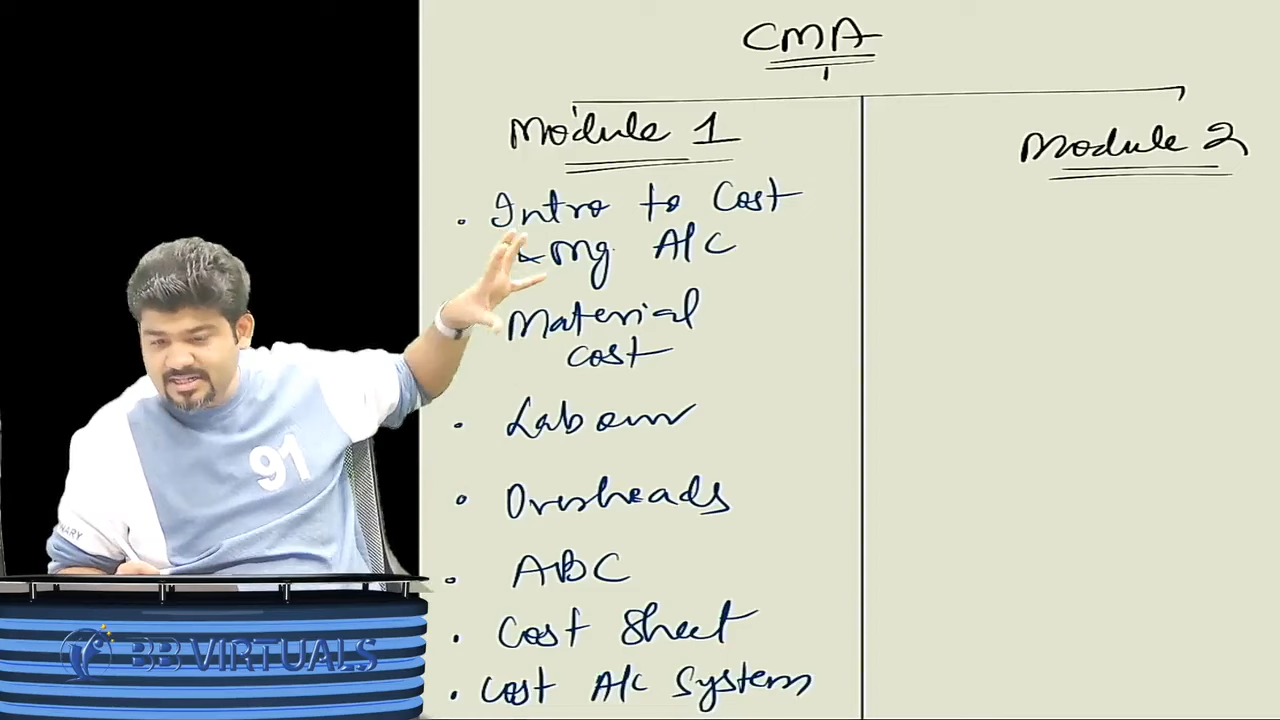 CMA
Module 1
Module 2
• Intro to Cost
& Mg A/C
Material
cost
• Labour
• Overheads
• ABC
• Cost Sheet
• Cost A/c System
91
NARY
BB VIRTUALS